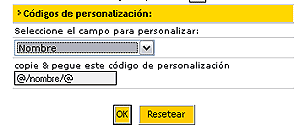 Códigos de personalización:
Seleccione el campo para personalizar:
Nombre
copie & pegue este código de personalización
@/nombre/@
OK Resetear